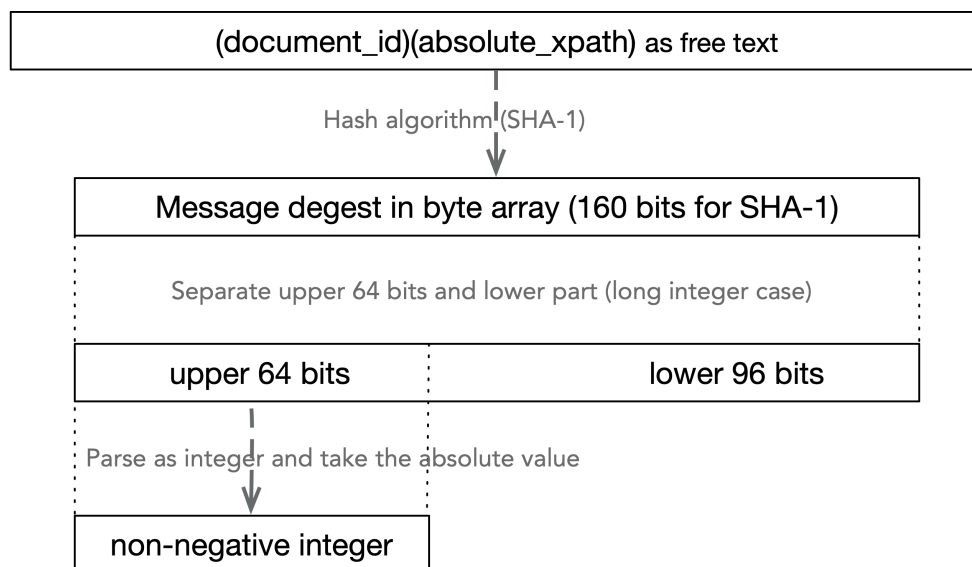 (document_id)(absolute_xpath) as free text
Hash algorithm (SHA-1)
Message degest in byte array (160 bits for SHA-1)
Separate upper 64 bits and lower part (long integer case)
upper 64 bits lower 96 bits
Parse as integer and take the absolute value
non-negative integer